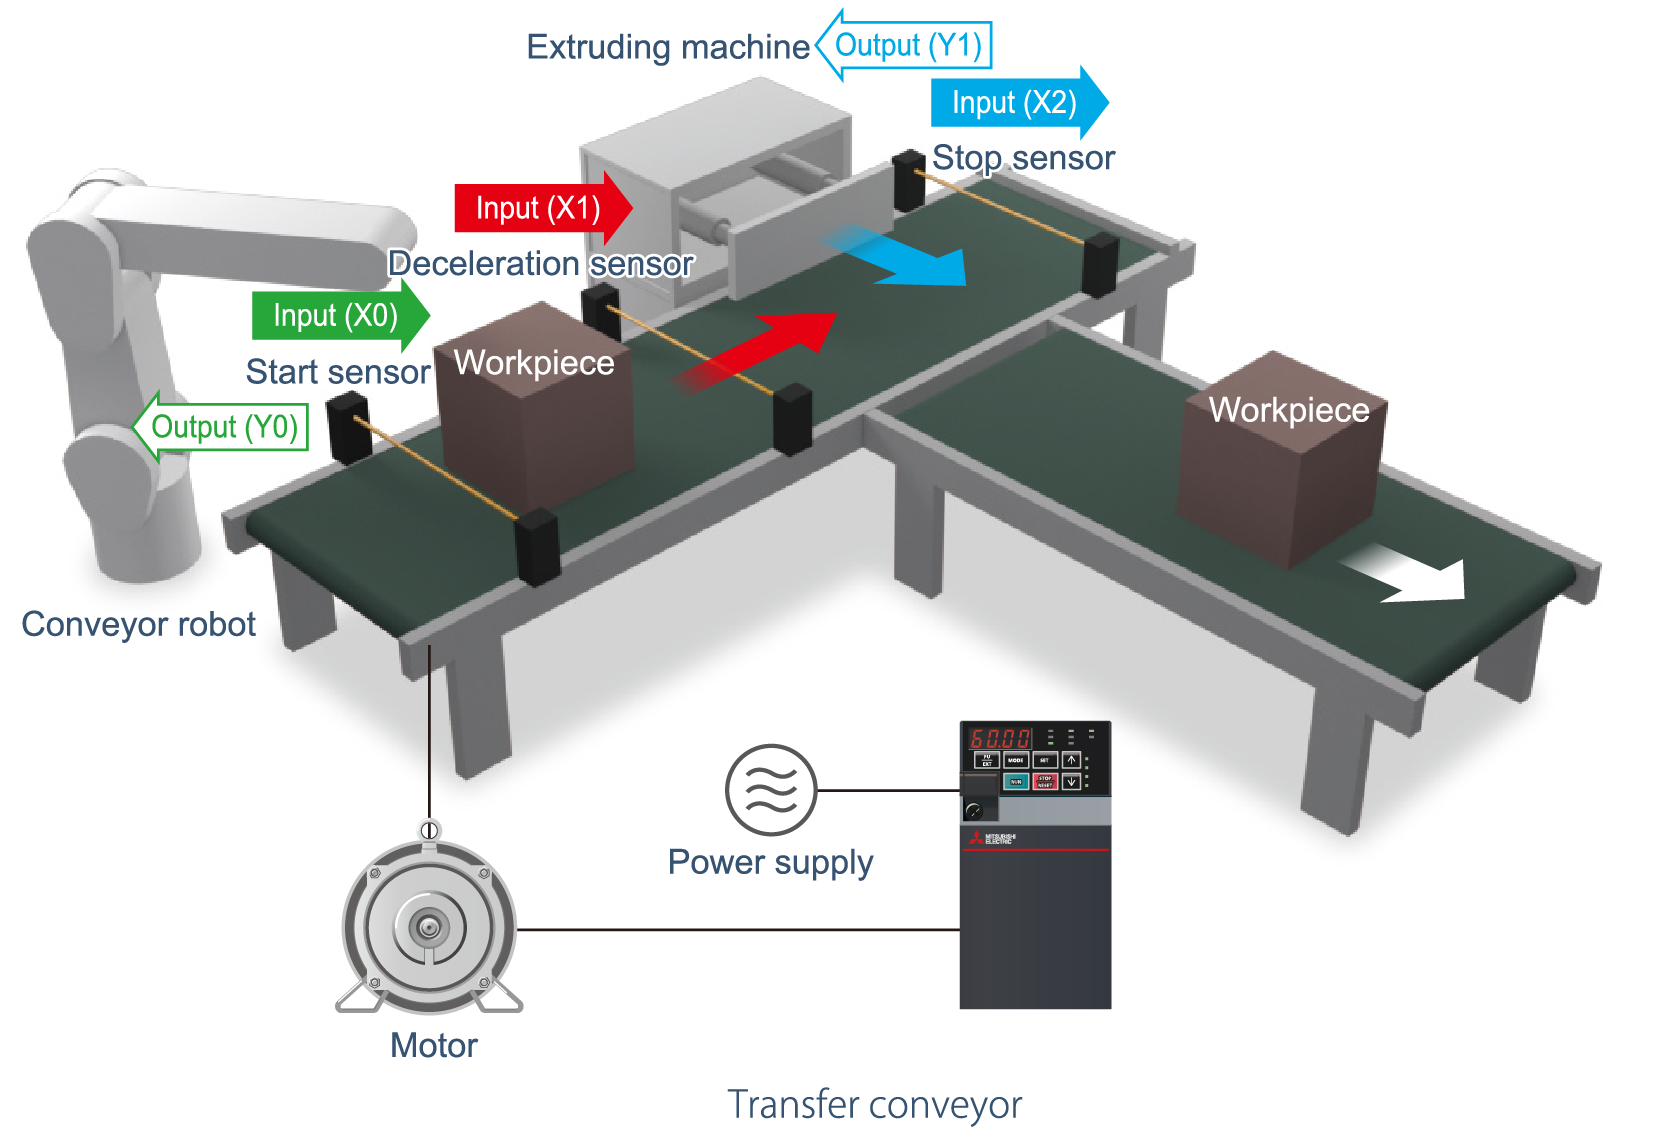 Extruding machine
Output (Y1)
Input (X2)
Stop sensor
Input (X1)
Deceleration sensor
Input (X0)
Start sensor
Workpiece
Output (Y0)
Workpiece
Conveyor robot
60.00
PU
EXT
MODE
SET
RUN
STOP
RESET
MITSUBISHI
ELECTRIC
Power supply
Motor
Transfer conveyor